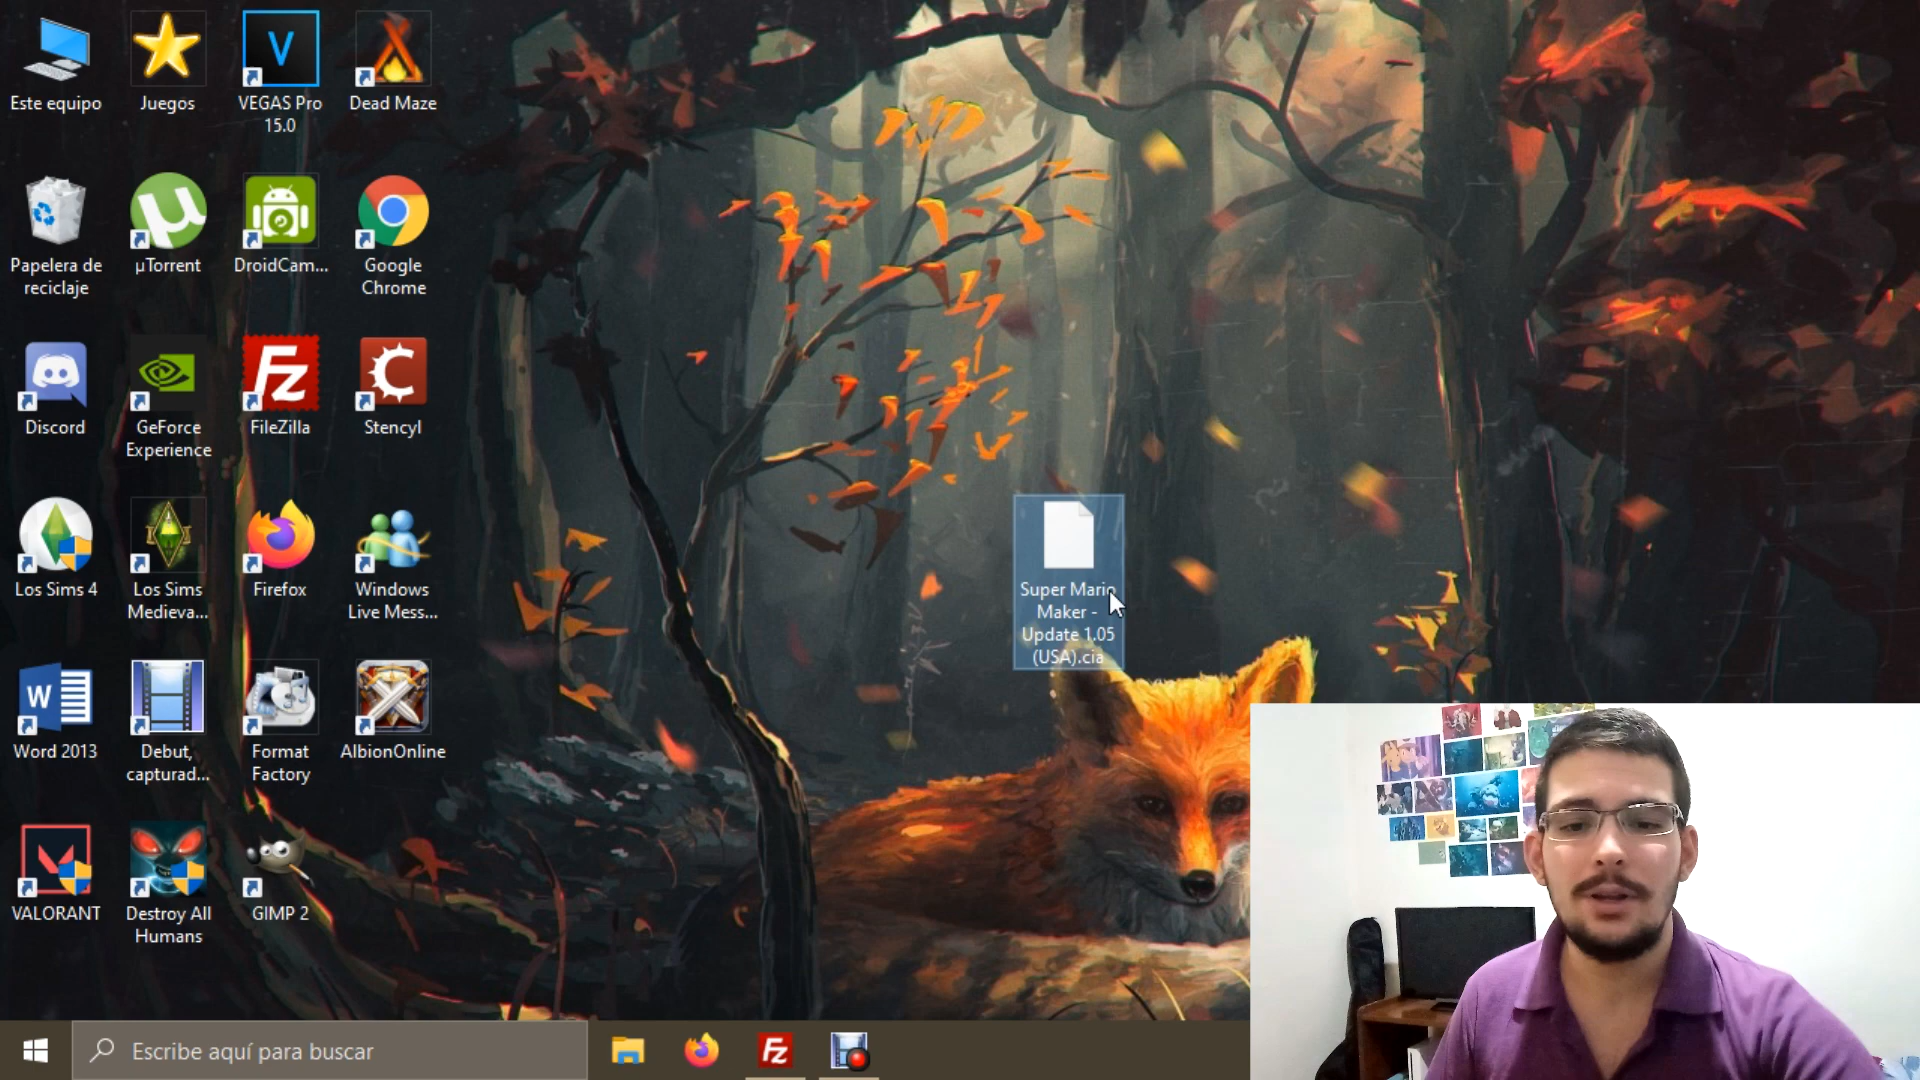 Este equipo
Juegos
VEGAS Pro
15.0
Dead Maze
Papelera de
reciclaje
µTorrent
DroidCam...
Google
Chrome
Discord
GeForce
Experience
FileZilla
Stencyl
Los Sims 4
Los Sims
Medieva...
Firefox
Windows
Live Mess...
Super Mario
Maker -
Update 1.05
(USA).cia
Word 2013
Debut,
capturad...
Format
Factory
AlbionOnline
VALORANT
Destroy All
Humans
GIMP 2
Escribe aquí para buscar